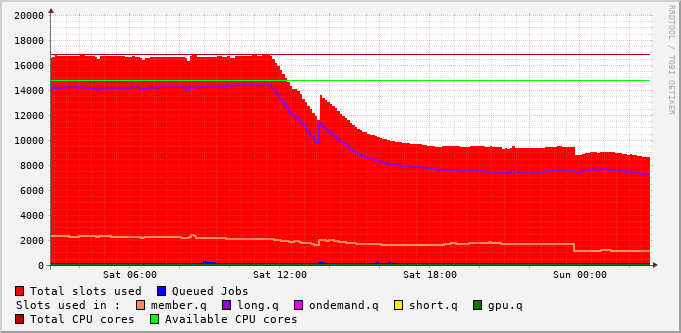 20000
18000
16000
14000
12000
10000
8000
6000
4000
2000
0
Sat 06:00 Sat 12:00 Sat 18:00 Sun 00:00
Total slots used Queued Jobs
Slots used in : member.q long.q ondemand.q short.q gpu.q
Total CPU cores Available CPU cores
RRDTOOL / TOBI OETIKER